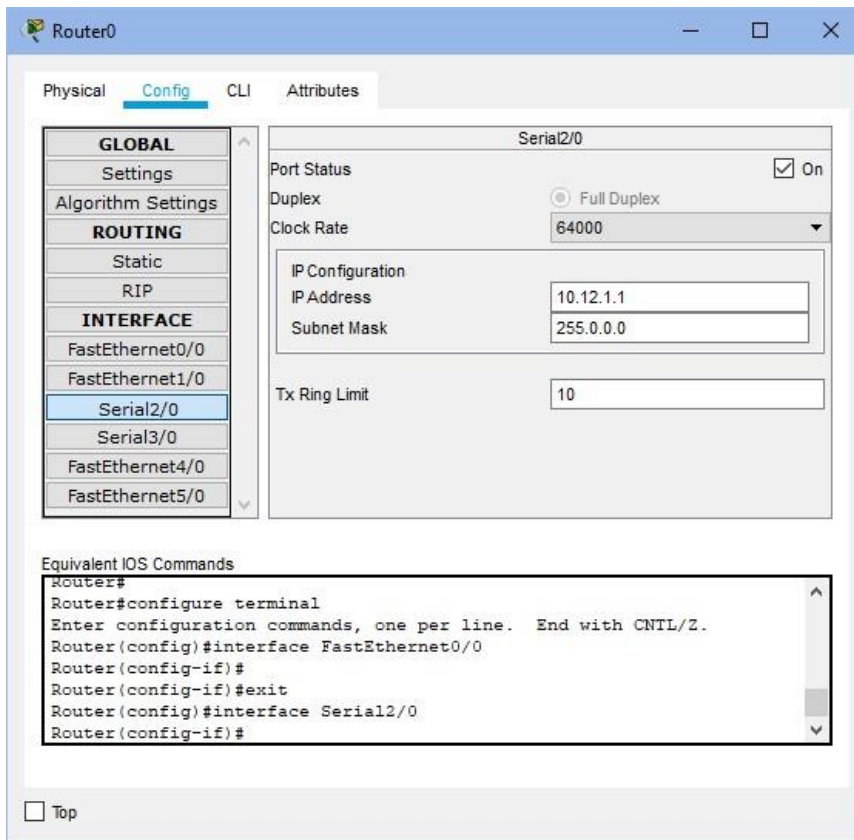 Router0
Physical Config CLI Attributes
GLOBAL
Settings
Algorithm Settings
ROUTING
Static
RIP
INTERFACE
FastEthernet0/0
FastEthernet1/0
Serial2/0
Serial3/0
FastEthernet4/0
FastEthernet5/0
Serial2/0
Port Status On
Duplex Full Duplex
Clock Rate 64000
IP Configuration
IP Address 10.12.1.1
Subnet Mask 255.0.0.0
Tx Ring Limit 10
Equivalent IOS Commands
Router#
Router#configure terminal
Enter configuration commands, one per line. End with CNTL/Z.
Router(config)#interface FastEthernet0/0
Router(config-if)#
Router(config-if)#exit
Router(config)#interface Serial2/0
Router(config-if)#
Top